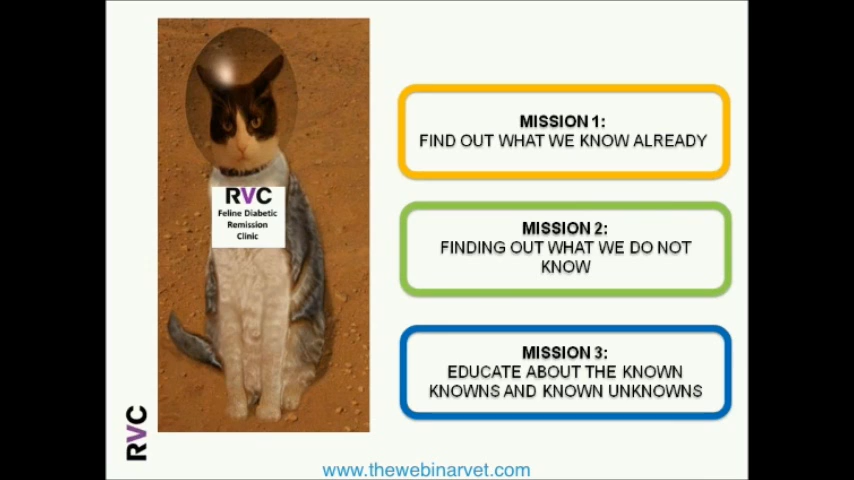 RVC
Feline Diabetic
Remission
Clinic
MISSION 1:
FIND OUT WHAT WE KNOW ALREADY
MISSION 2:
FINDING OUT WHAT WE DO NOT
KNOW
MISSION 3:
EDUCATE ABOUT THE KNOWN
KNOWNS AND KNOWN UNKNOWNS
RVC
www.thewebinarvet.com